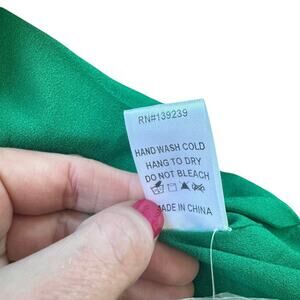 RN#139239
HAND WASH COLD
HANG TO DRY
DO NOT BLEACH
MADE IN CHINA